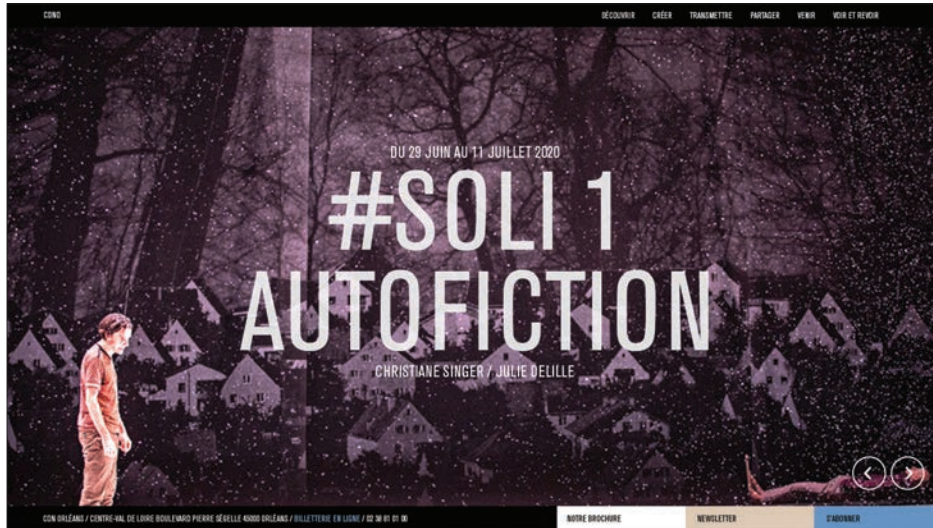 CDNO
DÉCOUVRIR CRÉER TRANSMETTRE PARTAGER VENIR VOIR ET REVOIR
DU 29 JUIN AU 11 JUILLET 2020
#SOLI 1
AUTOFICTION
CHRISTIANE SINGER / JULIE DELILLE
CDN ORLÉANS / CENTRE-VAL DE LOIRE BOULEVARD PIERRE SÉGELLE 45000 ORLÉANS / BILLETTERIE EN LIGNE / 02 38 81 01 00
NOTRE BROCHURE NEWSLETTER S'ABONNER